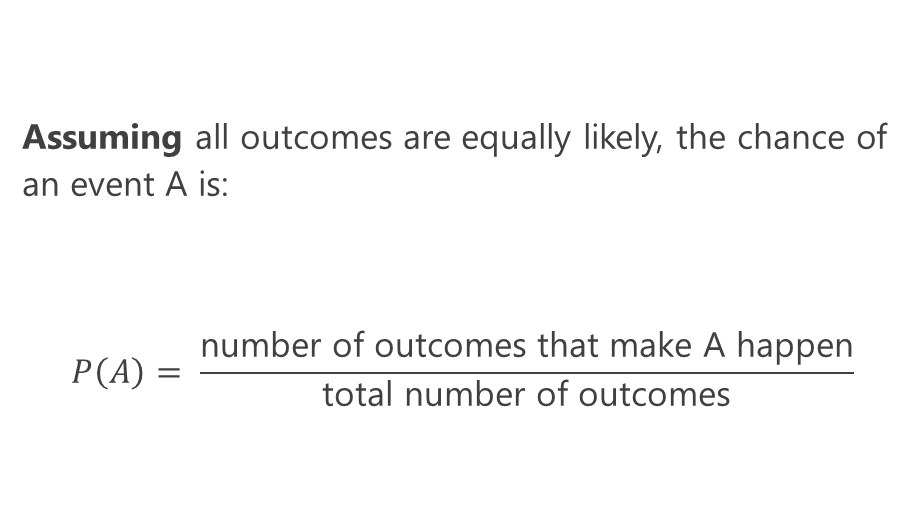 Assuming all outcomes are equally likely, the chance of
an event A is:
P(A) = number of outcomes that make A happen
total number of outcomes